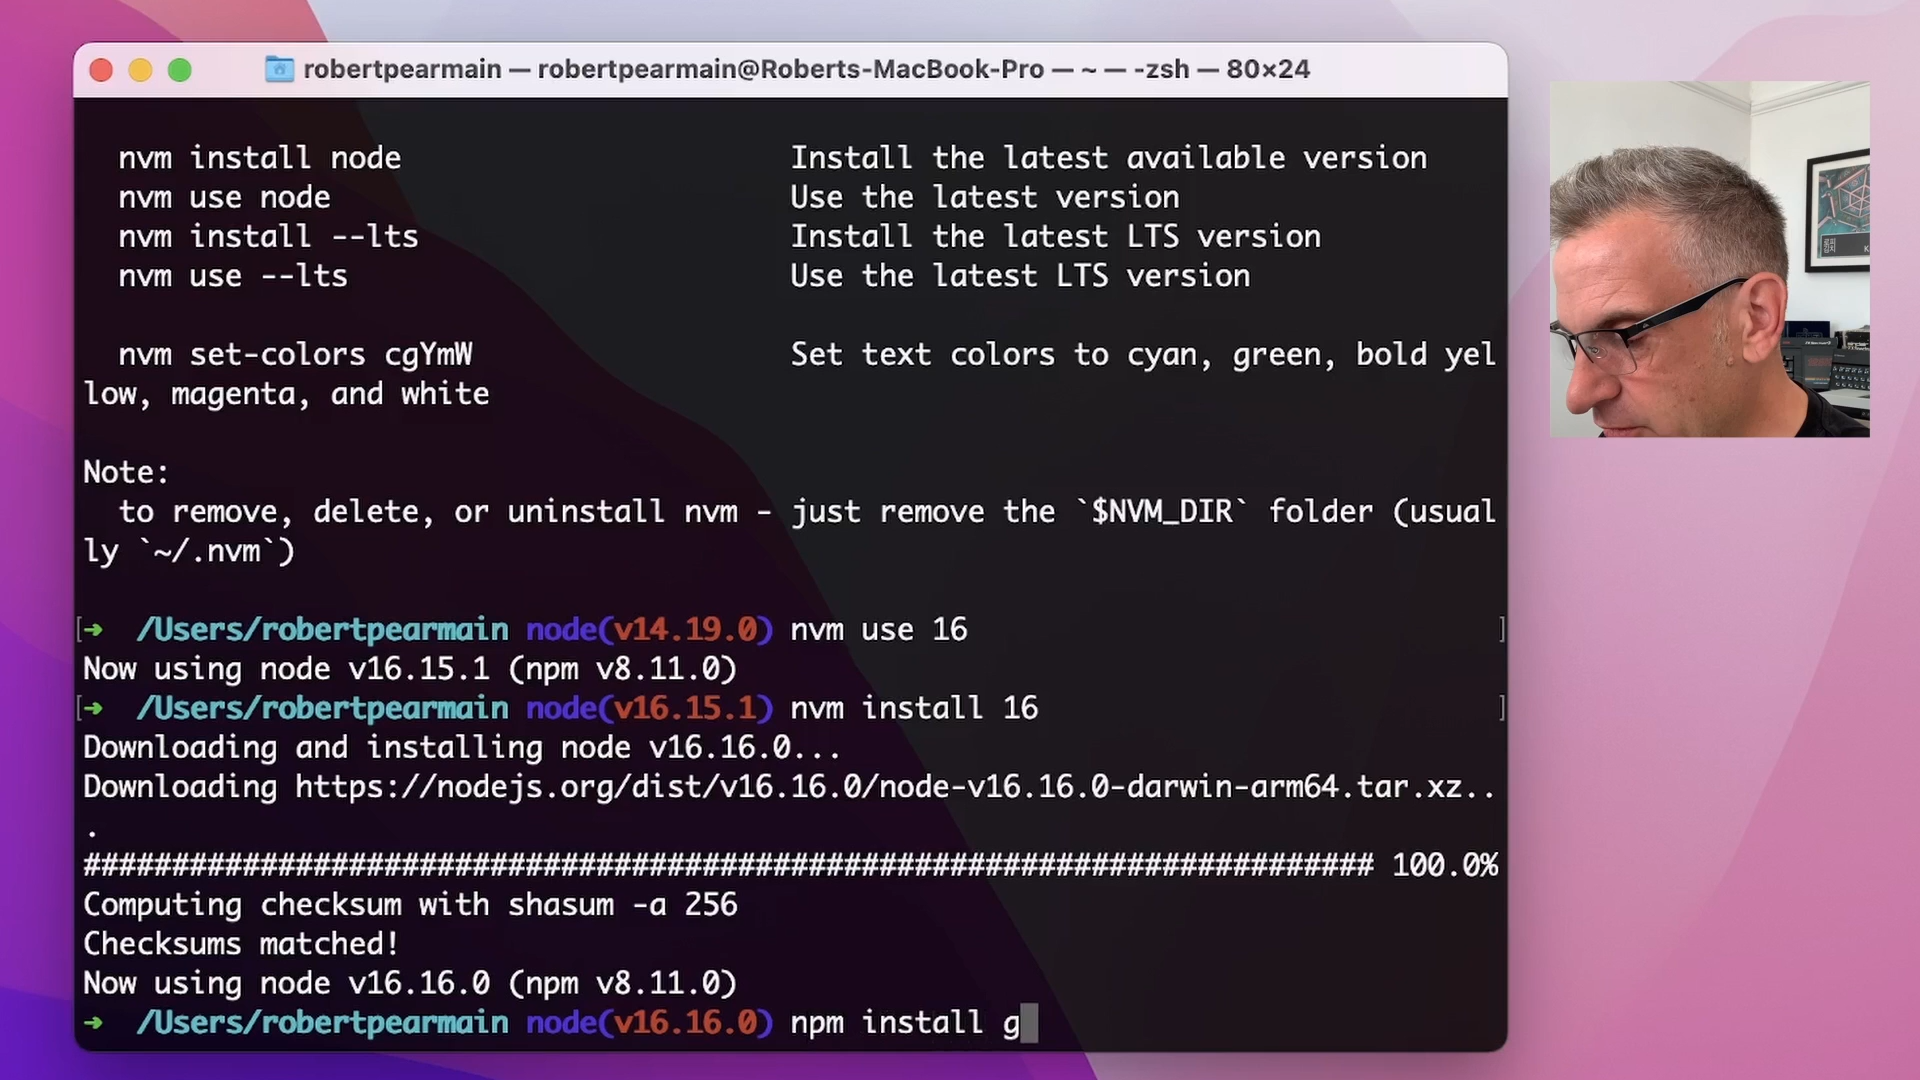 robertpearmain — robertpearmain@Roberts-MacBook-Pro — ~ — -zsh — 80×24
nvm install node Install the latest available version
nvm use node Use the latest version
nvm install --lts Install the latest LTS version
nvm use --lts Use the latest LTS version
nvm set-colors cgYmW Set text colors to cyan, green, bold yel
low, magenta, and white
Note:
to remove, delete, or uninstall nvm - just remove the `$NVM_DIR` folder (usual
ly `~/.nvm`)
[➜ /Users/robertpearmain node(v14.19.0) nvm use 16 ]
Now using node v16.15.1 (npm v8.11.0)
[➜ /Users/robertpearmain node(v16.15.1) nvm install 16 ]
Downloading and installing node v16.16.0...
Downloading https://nodejs.org/dist/v16.16.0/node-v16.16.0-darwin-arm64.tar.xz..
.
######################################################################### 100.0%
Computing checksum with shasum -a 256
Checksums matched!
Now using node v16.16.0 (npm v8.11.0)
➜ /Users/robertpearmain node(v16.16.0) npm install g